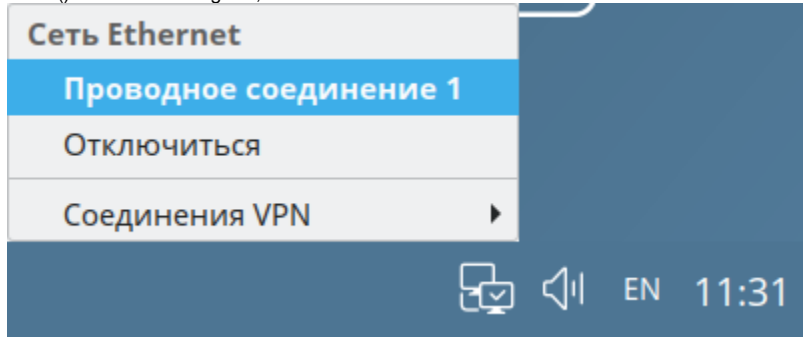 Сеть Ethernet
Проводное соединение 1
Отключиться
Соединения VPN
EN 11:31